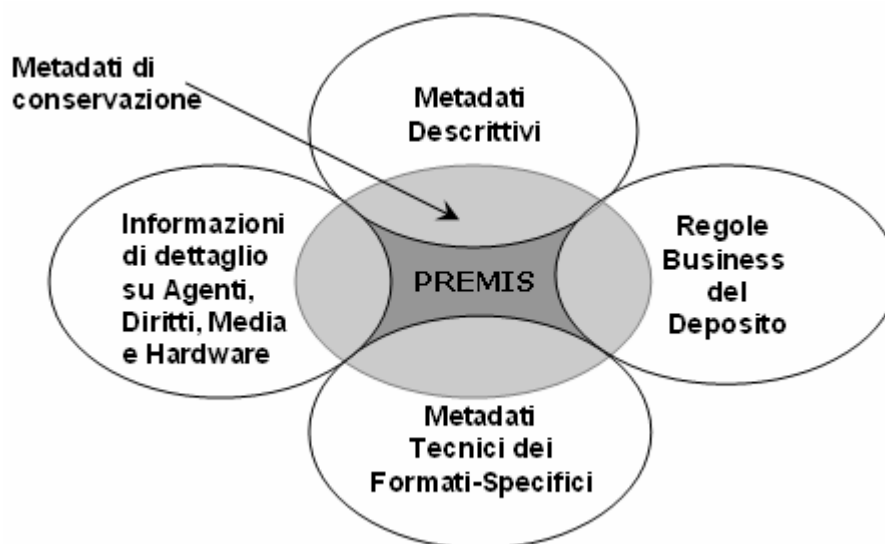 Metadati di
conservazione
Metadati
Descrittivi
Informazioni
di dettaglio
su Agenti,
Diritti, Media
e Hardware
PREMIS
Regole
Business
del
Deposito
Metadati
Tecnici dei
Formati-Specifici